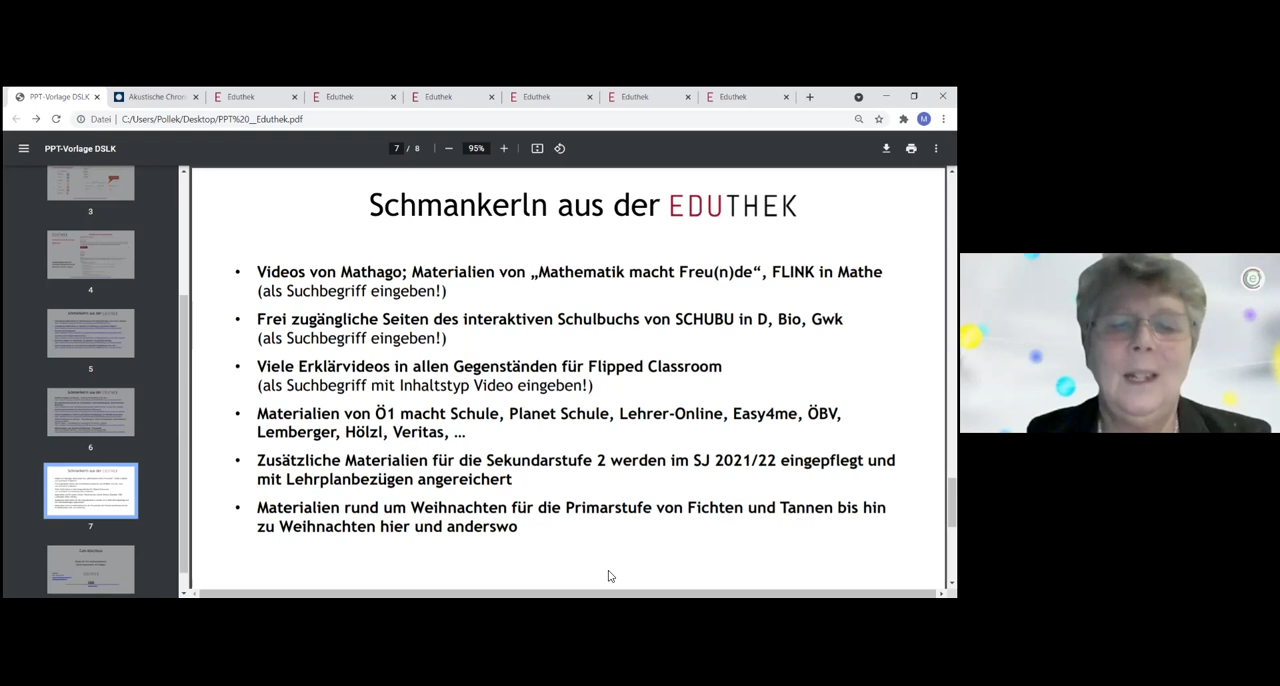 PPT-Vorlage DSLK
Akustische Chron
Eduthek
Eduthek
Eduthek
Eduthek
Eduthek
Eduthek
Datei | C:/Users/Pollek/Desktop/PPT%20__Eduthek.pdf
M
PPT-Vorlage DSLK
7 / 8
95%
3
4
5
6
7
Schmankerln aus der EDUTHEK
• Videos von Mathago; Materialien von „Mathematik macht Freu(n)de“, FLINK in Mathe
(als Suchbegriff eingeben!)
• Frei zugängliche Seiten des interaktiven Schulbuchs von SCHUBU in D, Bio, Gwk
(als Suchbegriff eingeben!)
• Viele Erklärvideos in allen Gegenständen für Flipped Classroom
(als Suchbegriff mit Inhaltstyp Video eingeben!)
• Materialien von Ö1 macht Schule, Planet Schule, Lehrer-Online, Easy4me, ÖBV,
Lemberger, Hölzl, Veritas, …
• Zusätzliche Materialien für die Sekundarstufe 2 werden im SJ 2021/22 eingepflegt und
mit Lehrplanbezügen angereichert
• Materialien rund um Weihnachten für die Primarstufe von Fichten und Tannen bis hin
zu Weihnachten hier und anderswo